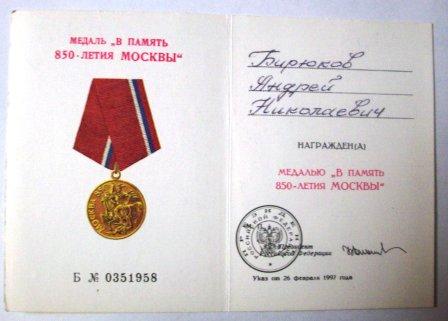 МЕДАЛЬ „В ПАМЯТЬ
850-ЛЕТИЯ МОСКВЫ“
Б № 0351958
Бирюков
Андрей
Николаевич
НАГРАЖДЕН(А)
МЕДАЛЬЮ „В ПАМЯТЬ
850-ЛЕТИЯ МОСКВЫ“
Президент
Российской Федерации
Указ от 26 февраля 1997 года